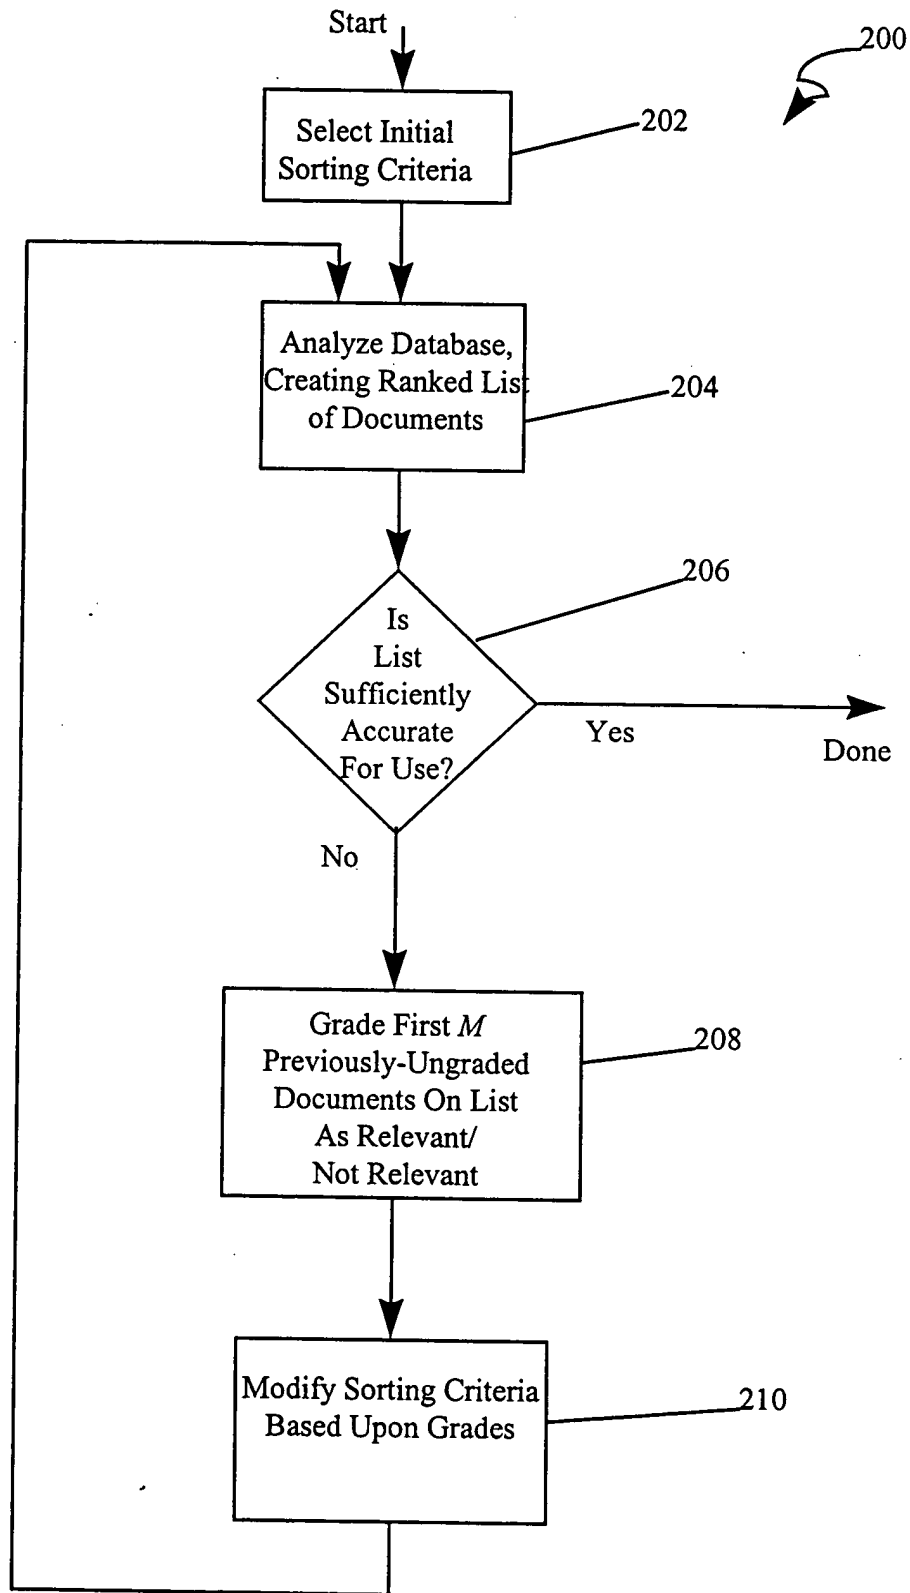 Start
200
Select Initial
Sorting Criteria
202
Analyze Database,
Creating Ranked List
of Documents
204
206
Is
List
Sufficiently
Accurate
For Use?
Yes
Done
No
Grade First M
Previously-Ungraded
Documents On List
As Relevant/
Not Relevant
208
Modify Sorting Criteria
Based Upon Grades
210